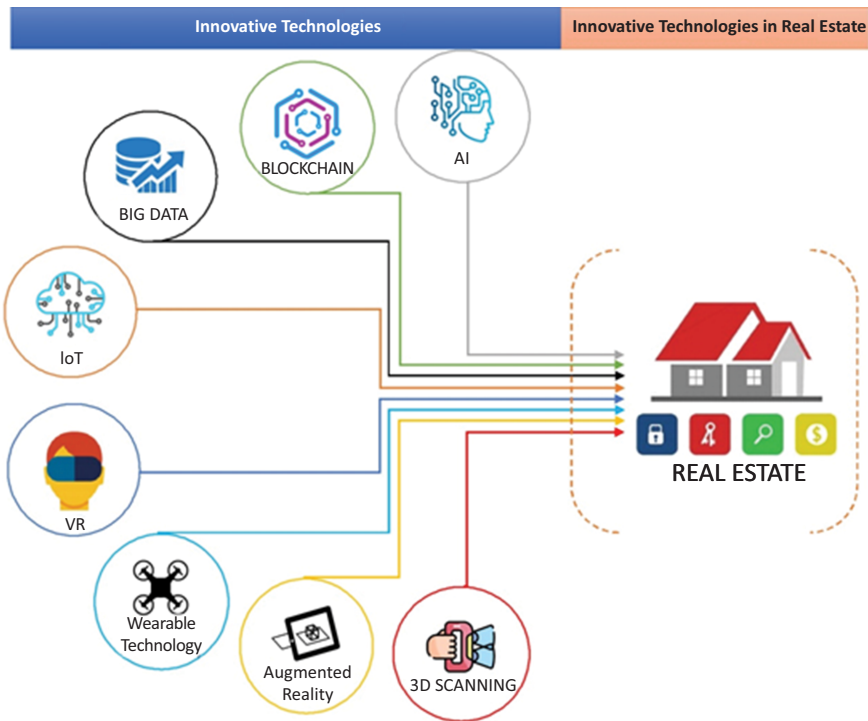 Innovative Technologies
Innovative Technologies in Real Estate
AI
BLOCKCHAIN
BIG DATA
IoT
VR
Wearable
Technology
Augmented
Reality
3D SCANNING
$
REAL ESTATE